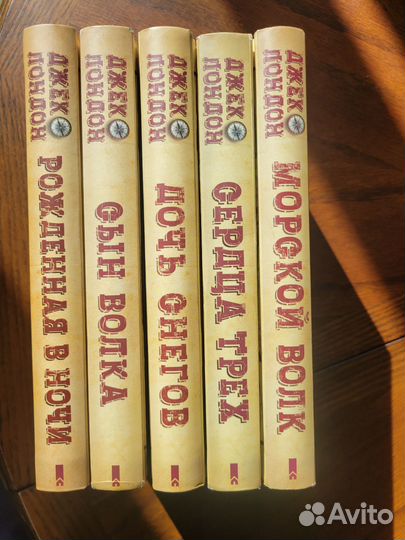 ДЖЕК
ЛОНДОН
РОЖДЕННАЯ В НОЧИ
ДЖЕК
ЛОНДОН
СЫН ВОЛКА
ДЖЕК
ЛОНДОН
ДОЧЬ СНЕГОВ
ДЖЕК
ЛОНДОН
СЕРДЦА ТРЕХ
ДЖЕК
ЛОНДОН
МОРСКОЙ ВОЛК
Avito